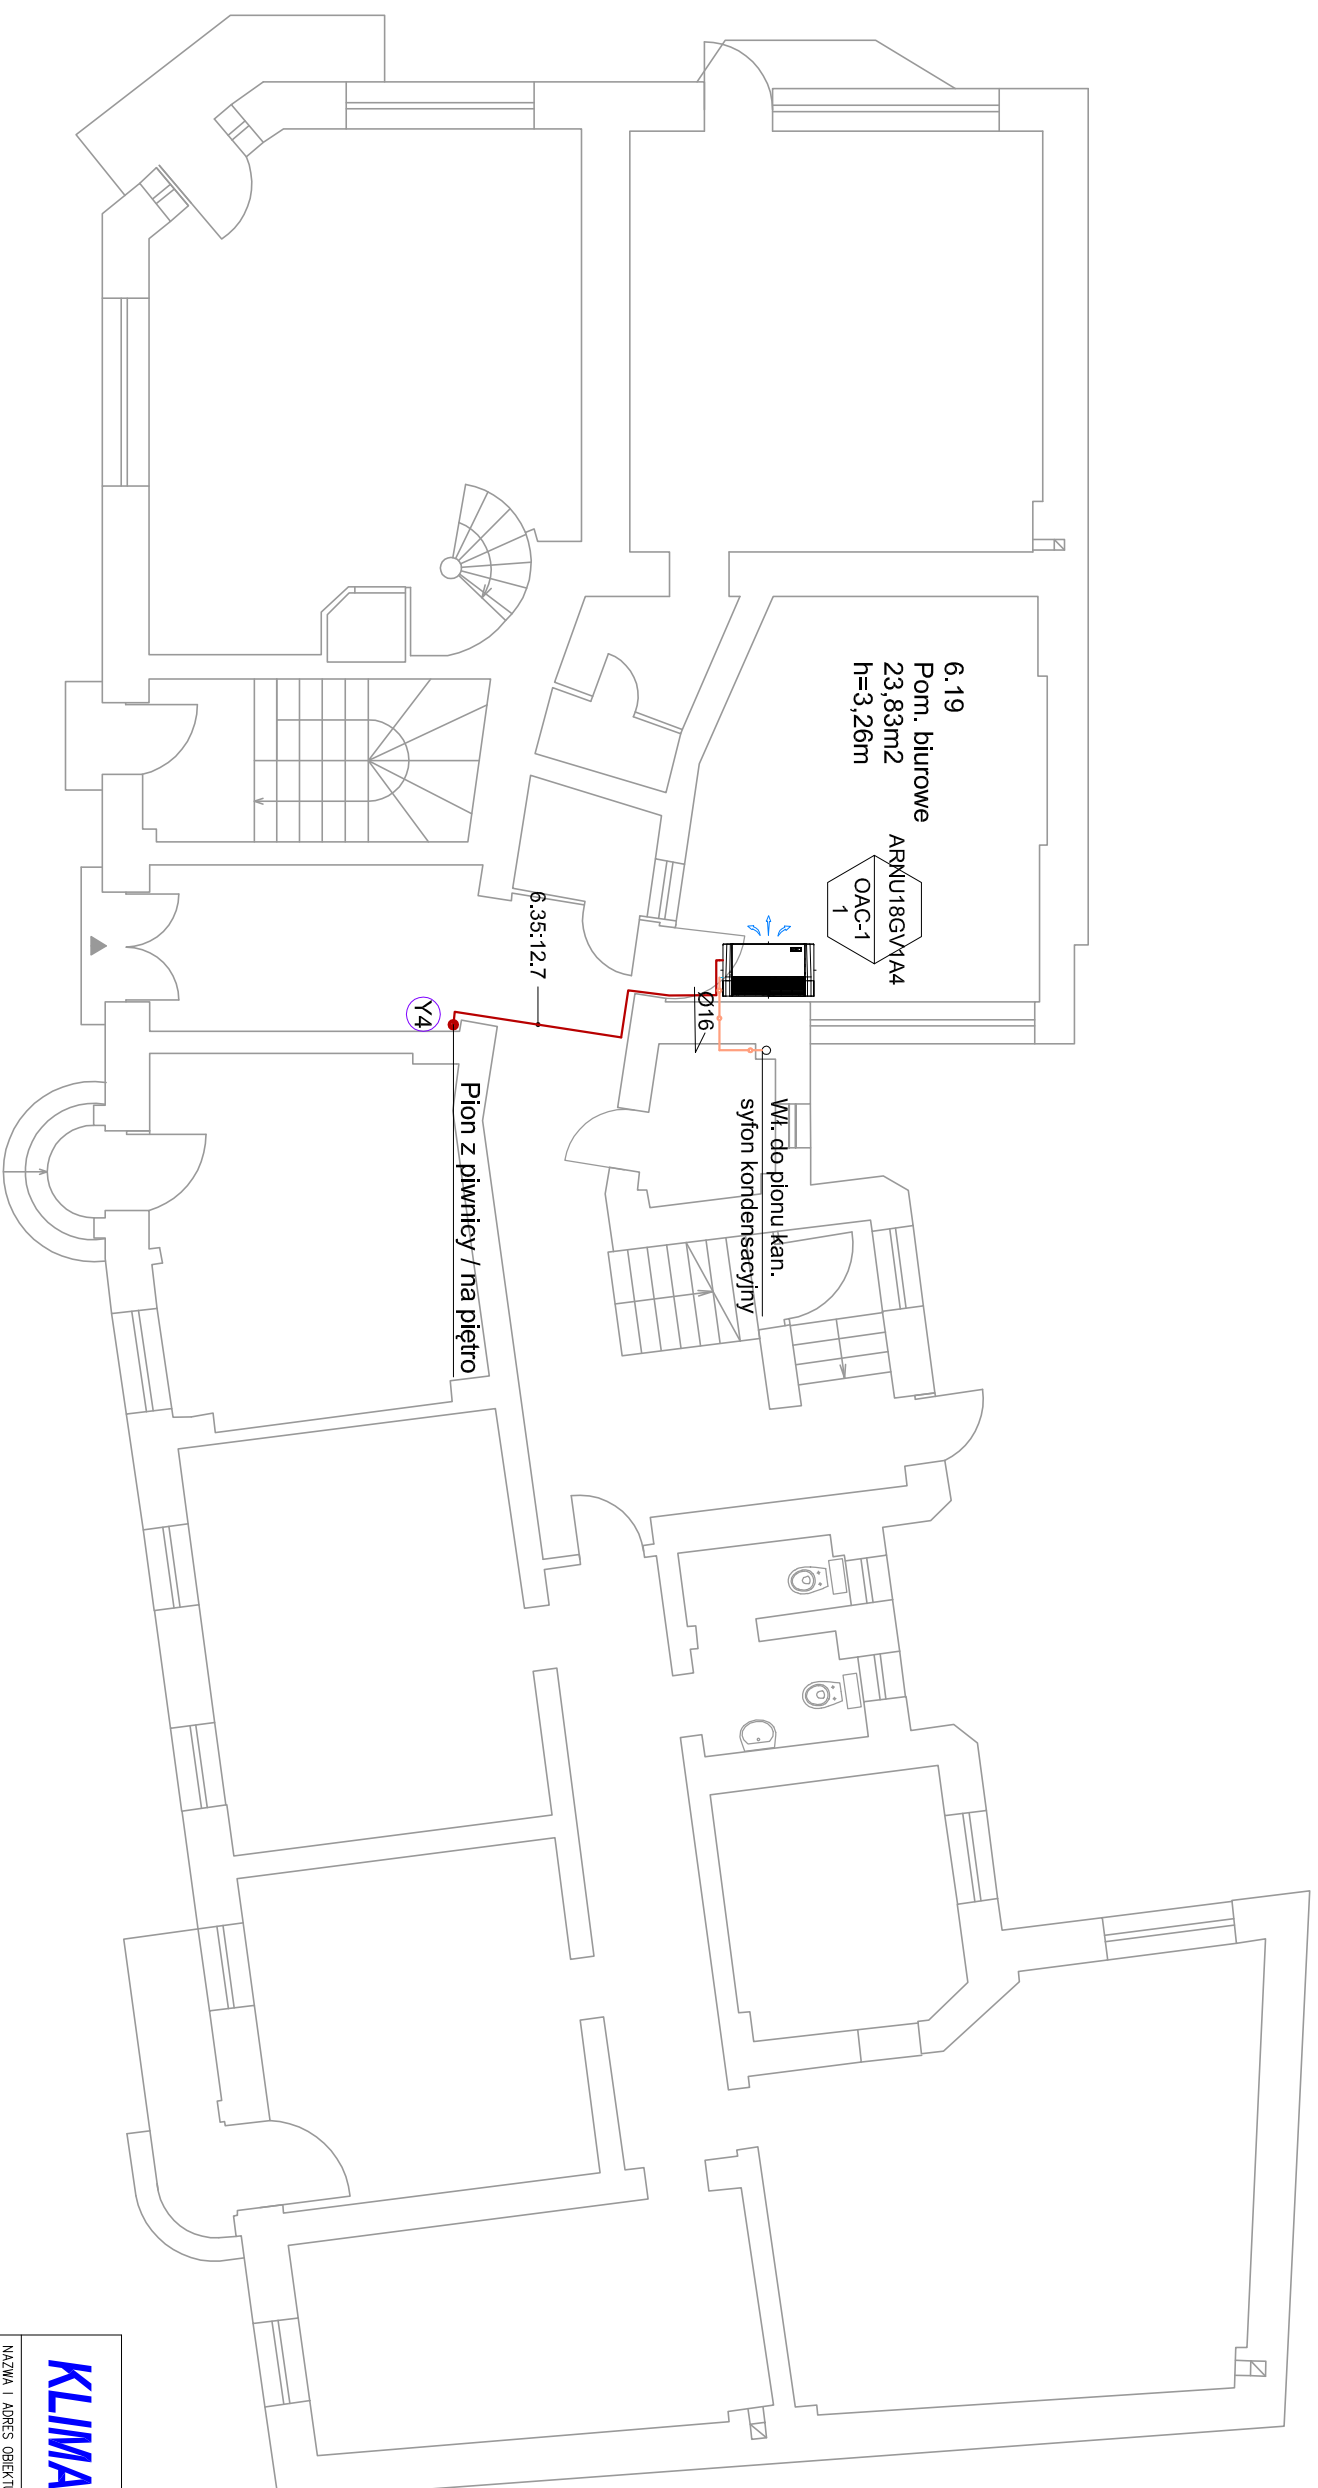 6.19
Pom. biurowe
23,83m2
h=3,26m
ARNU18GV1A4
OAC-1
1
6.35:12.7
Ø16
Y4
Wł. do pionu kan.
syfon kondensacyjny
Pion z piwnicy / na piętro
KLIMA
NAZWA I ADRES OBIEKTU